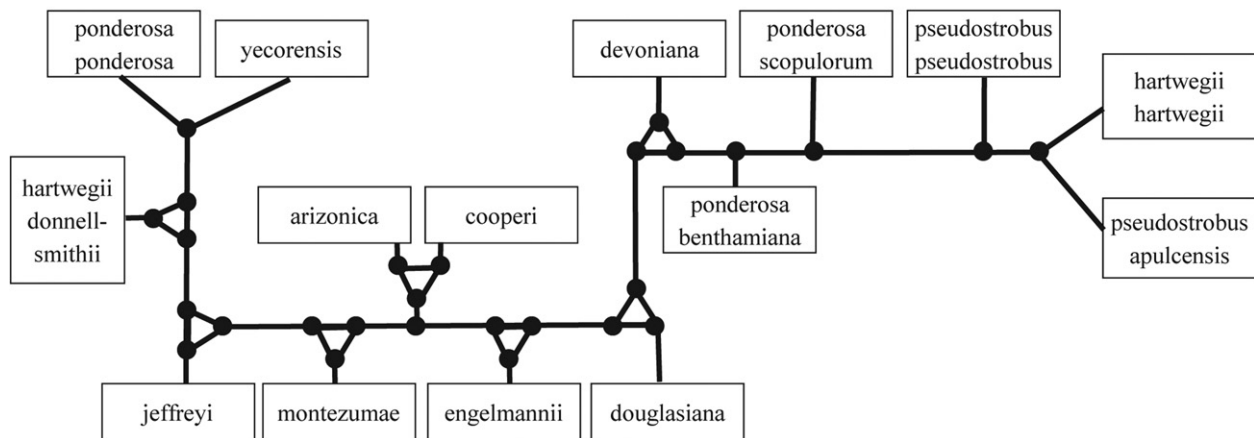 ponderosa
ponderosa
yecorensis
devoniana
ponderosa
scopulorum
pseudostrobus
pseudostrobus
hartwegii
hartwegii
hartwegii
donnell-
smithii
arizonica
cooperi
ponderosa
benthamiana
pseudostrobus
apulcensis
jeffreyi
montezumae
engelmannii
douglasiana